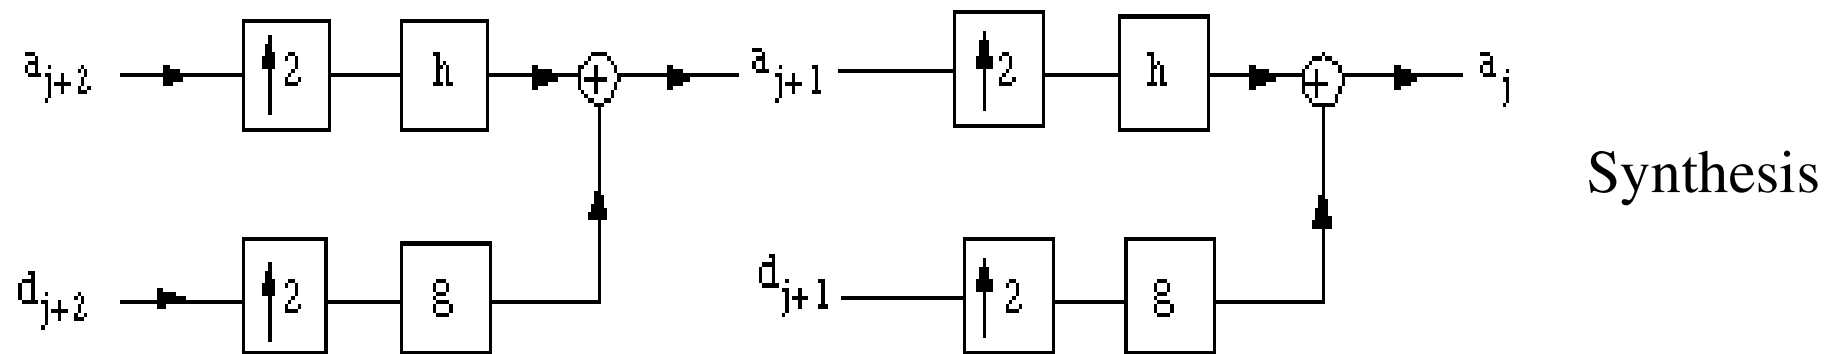 a_{j+2} ↑2 h + a_{j+1} ↑2 h + a_j
Synthesis
d_{j+2} ↑2 g d_{j+1} ↑2 g